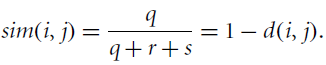 sim(i, j) = q / (q + r + s) = 1 − d(i, j).